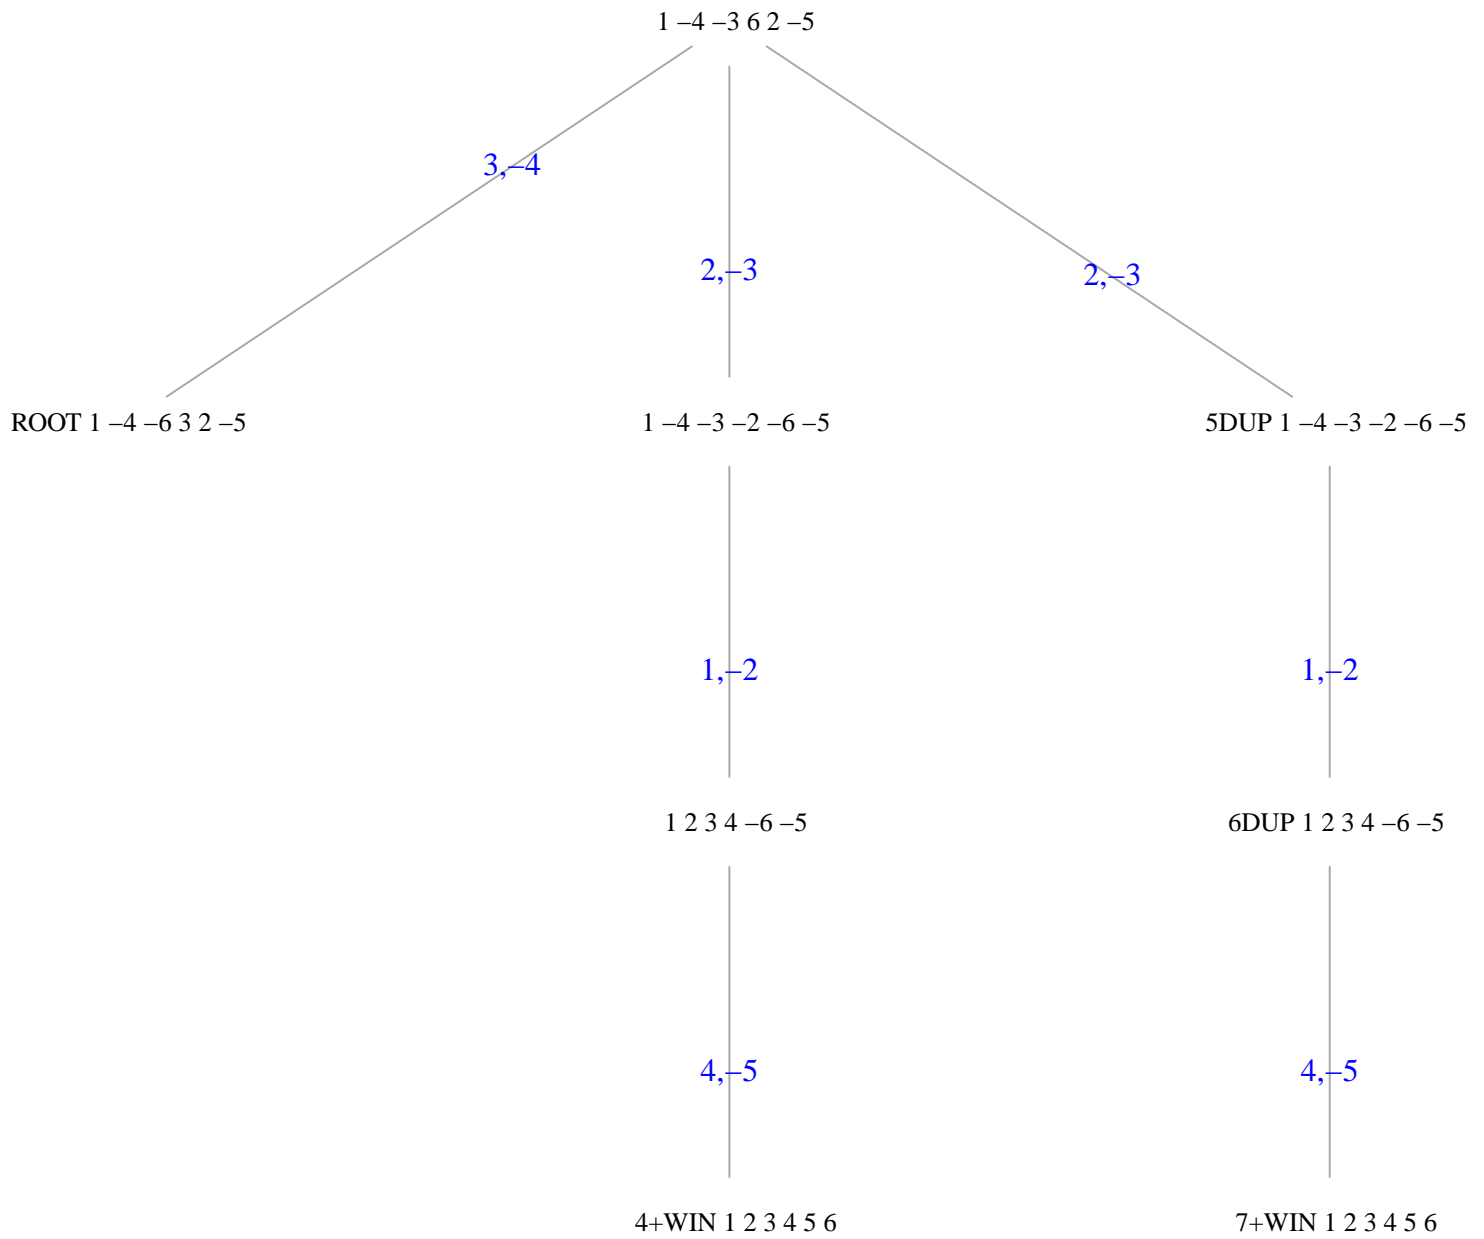 1 –4 –3 6 2 –5
3,–4
2,–3
2,–3
ROOT 1 –4 –6 3 2 –5
1 –4 –3 –2 –6 –5
5DUP 1 –4 –3 –2 –6 –5
1,–2
1,–2
1 2 3 4 –6 –5
6DUP 1 2 3 4 –6 –5
4,–5
4,–5
4+WIN 1 2 3 4 5 6
7+WIN 1 2 3 4 5 6